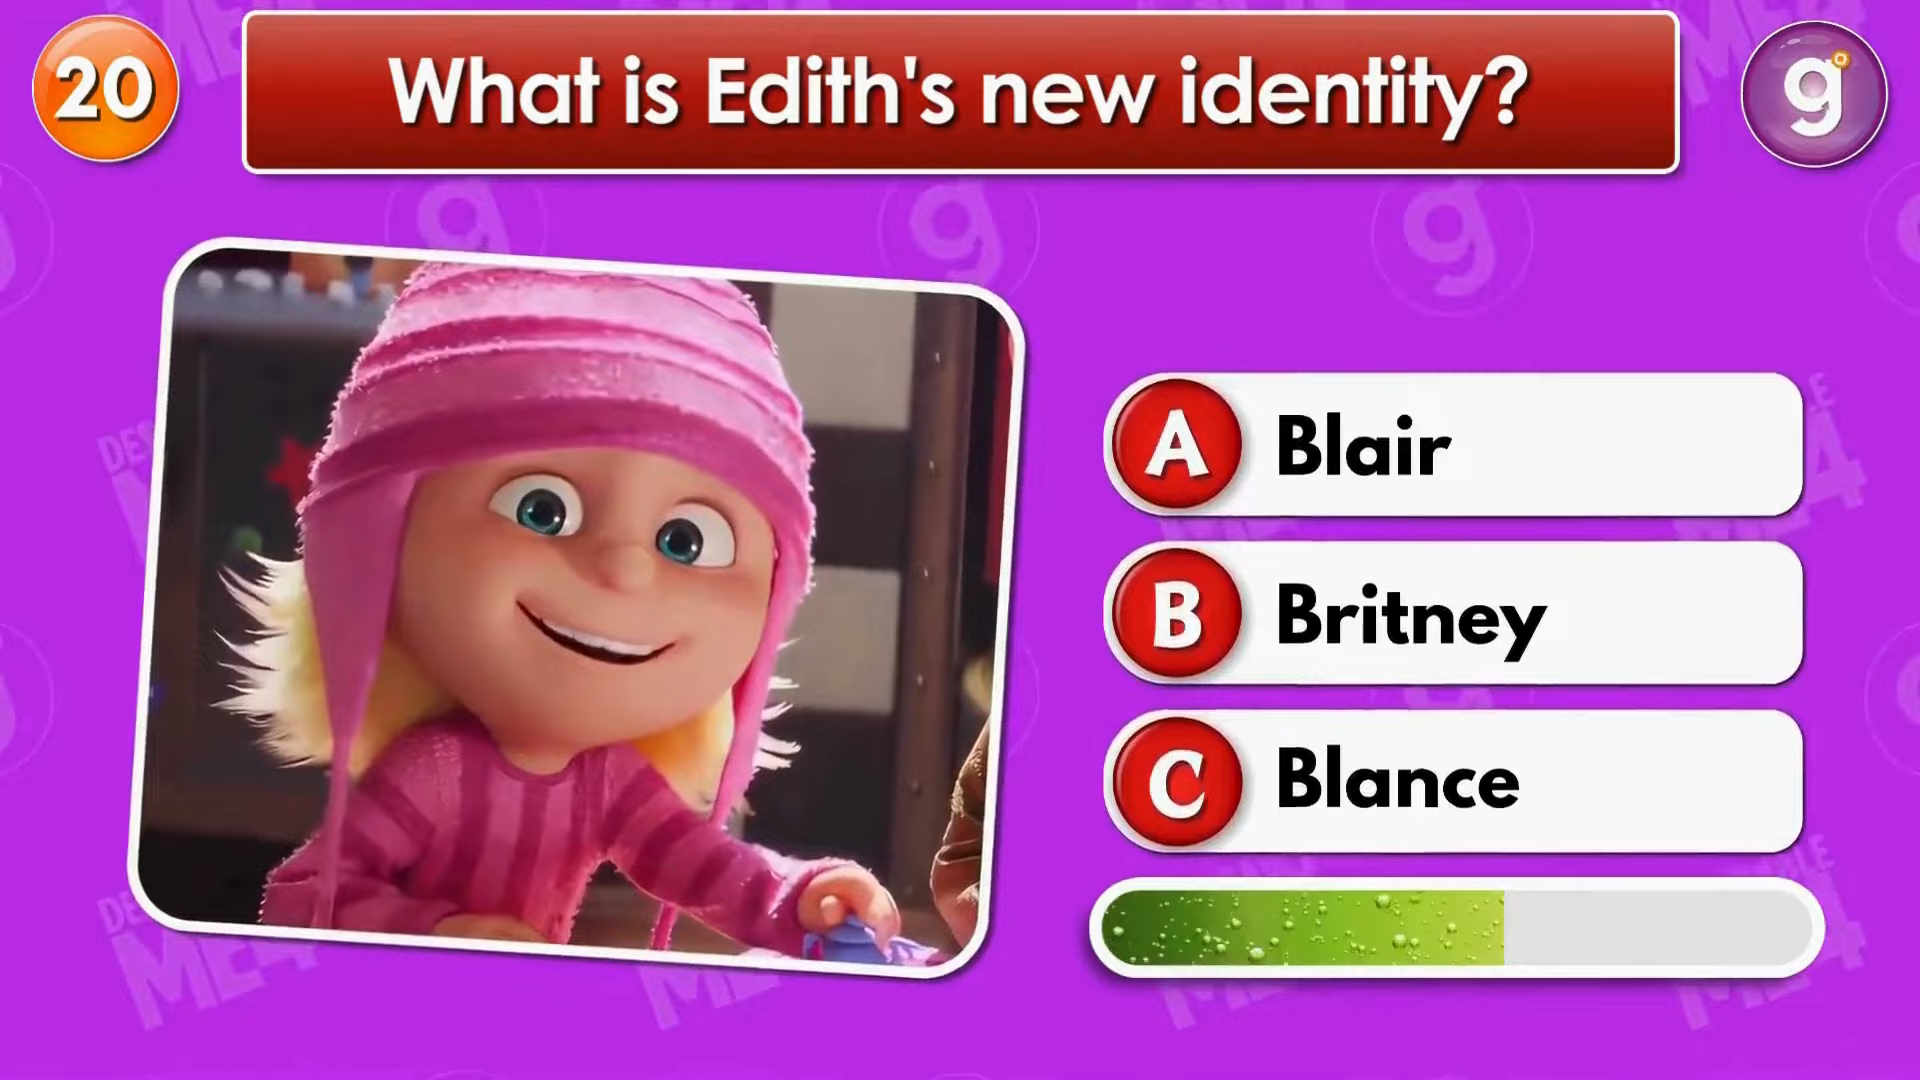 20
What is Edith's new identity?
g
A Blair
B Britney
C Blance